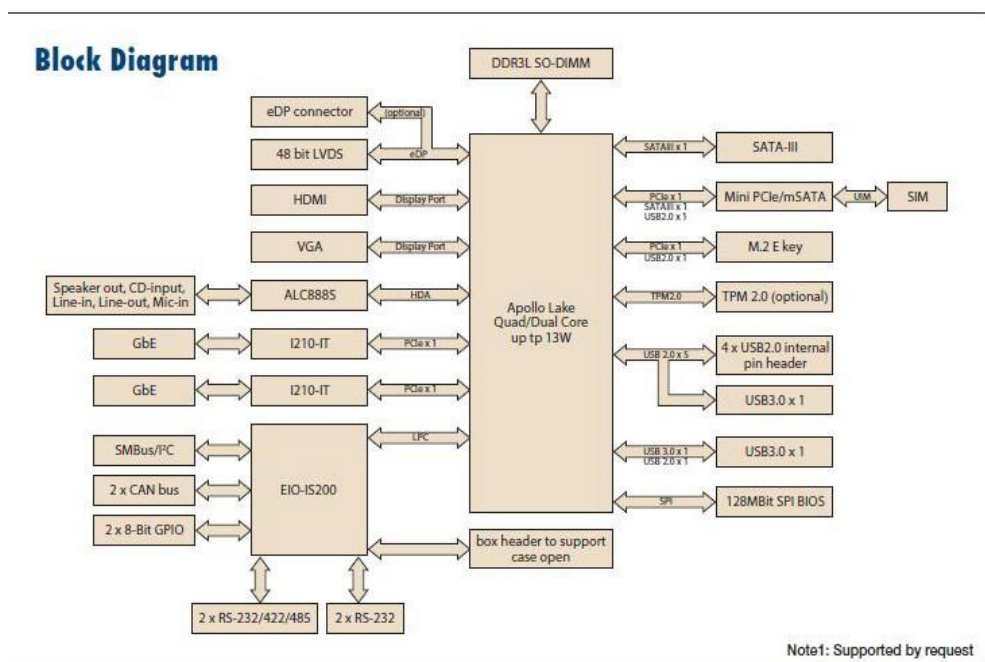 Block Diagram
DDR3L SO-DIMM
eDP connector
(optional)
48 bit LVDS
eDP
SATAIII x 1
SATA-III
HDMI
Display Port
PCIe x 1
SATAIII x 1
USB2.0 x 1
Mini PCIe/mSATA
UIM
SIM
VGA
Display Port
PCIe x 1
USB2.0 x 1
M.2 E key
Speaker out, CD-input,
Line-in, Line-out, Mic-in
ALC888S
HDA
Apollo Lake
Quad/Dual Core
up tp 13W
TPM2.0
TPM 2.0 (optional)
GbE
I210-IT
PCIe x 1
USB 2.0 x 5
4 x USB2.0 internal
pin header
GbE
I210-IT
PCIe x 1
USB3.0 x 1
SMBus/I²C
EIO-IS200
LPC
USB 3.0 x 1
USB 2.0 x 1
USB3.0 x 1
2 x CAN bus
SPI
128MBit SPI BIOS
2 x 8-Bit GPIO
box header to support
case open
2 x RS-232/422/485
2 x RS-232
Note1: Supported by request